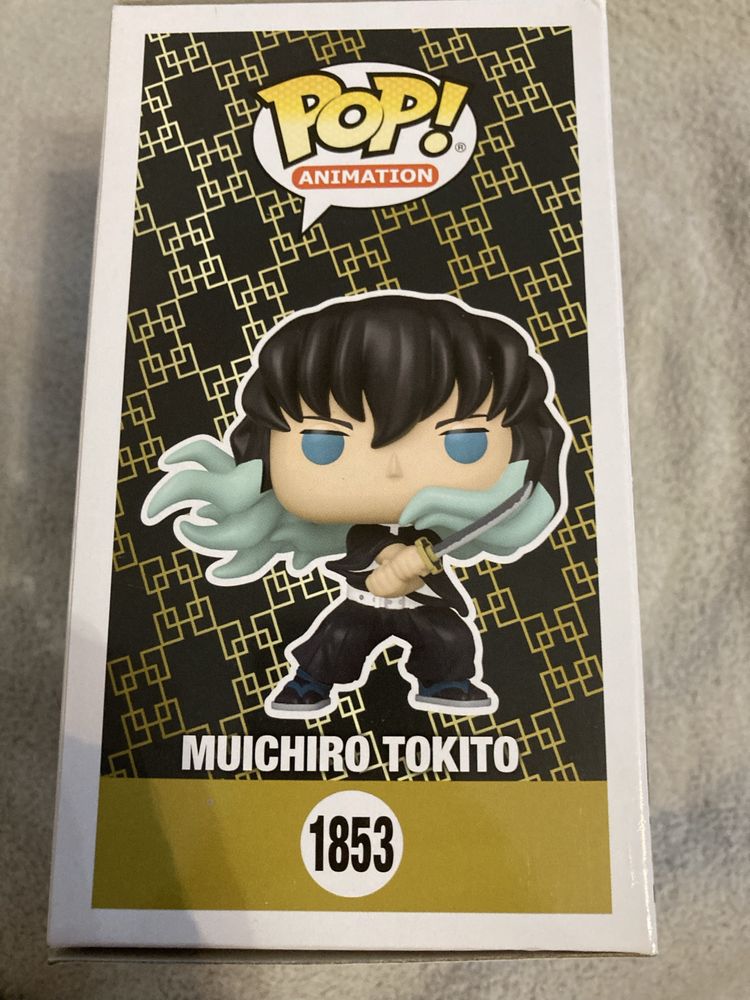 POP!®
ANIMATION
MUICHIRO TOKITO
1853